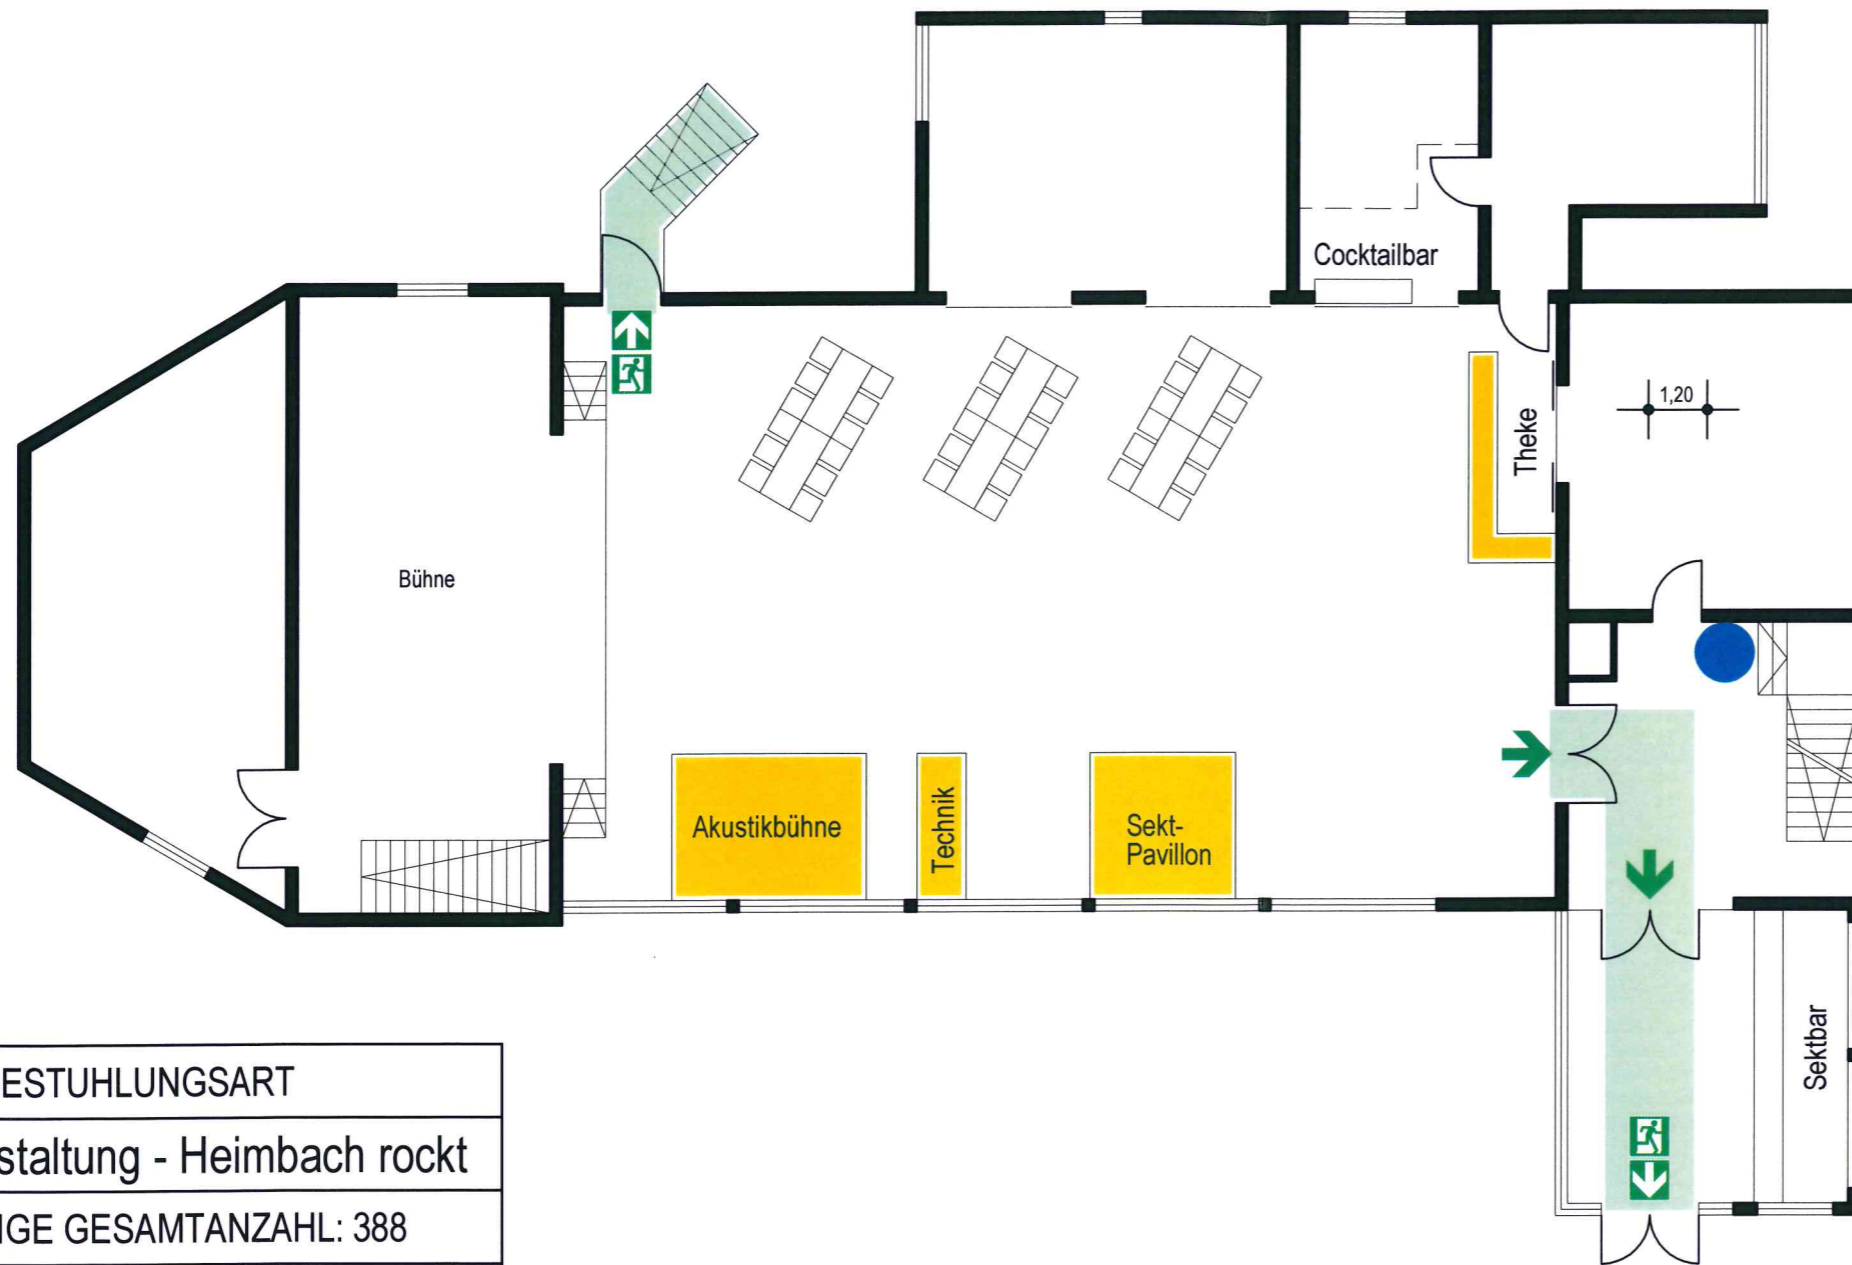 Cocktailbar
Theke
1,20
Bühne
Akustikbühne
Technik
Sekt-
Pavillon
Sektbar
ESTUHLUNGSART
staltung - Heimbach rockt
IGE GESAMTANZAHL: 388